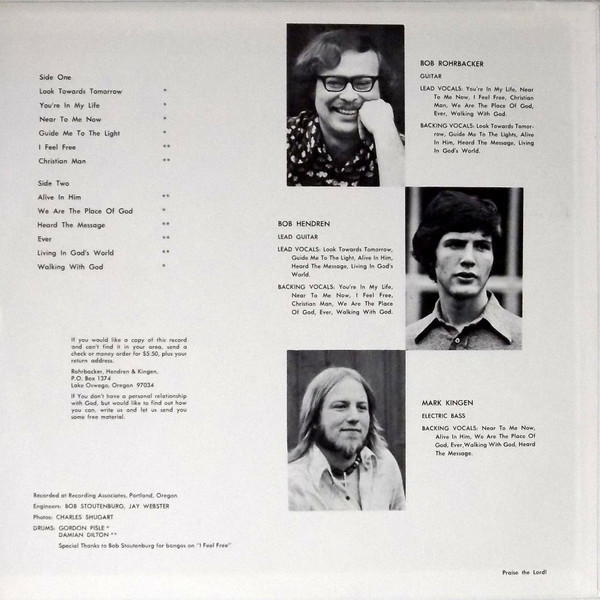 Side One
Look Towards Tomorrow *
You're In My Life *
Near To Me Now *
Guide Me To The Light *
I Feel Free **
Christian Man **
Side Two
Alive In Him **
We Are The Place Of God *
Heard The Message **
Ever **
Living In God's World **
Walking With God *
If you would like a copy of this record
and can't find it in your area, send a
check or money order for $5.50, plus your
return address.
Rohrbacker, Hendren & Kingen,
P.O. Box 1374
Lake Oswego, Oregon 97034
If you don't have a personal relationship
with God, but would like to find out how
you can, write us and let us send you
some free material.
Recorded at Recording Associates, Portland, Oregon
Engineers: BOB STOUTENBURG, JAY WEBSTER
Photos: CHARLES SHUGART
DRUMS: GORDON PISLE *
DAMIAN DILTON **
Special Thanks to Bob Stoutenburg for bongos on "I Feel Free"
BOB ROHRBACKER
GUITAR
LEAD VOCALS: You're In My Life, Near
To Me Now, I Feel Free, Christian
Man, We Are The Place Of God,
Ever, Walking With God.
BACKING VOCALS: Look Towards Tomor-
row, Guide Me To The Lights, Alive
In Him, Heard The Message, Living
In God's World.
BOB HENDREN
LEAD GUITAR
LEAD VOCALS: Look Towards Tomorrow,
Guide Me To The Light, Alive In Him,
Heard The Message, Living In God's
World.
BACKING VOCALS: You're In My Life,
Near To Me Now, I Feel Free,
Christian Man, We Are The Place
Of God, Ever, Walking With God.
MARK KINGEN
ELECTRIC BASS
BACKING VOCALS: Near To Me Now,
Alive In Him, We Are The Place Of
God, Ever, Walking With God, Heard
The Message.
Praise the Lord!